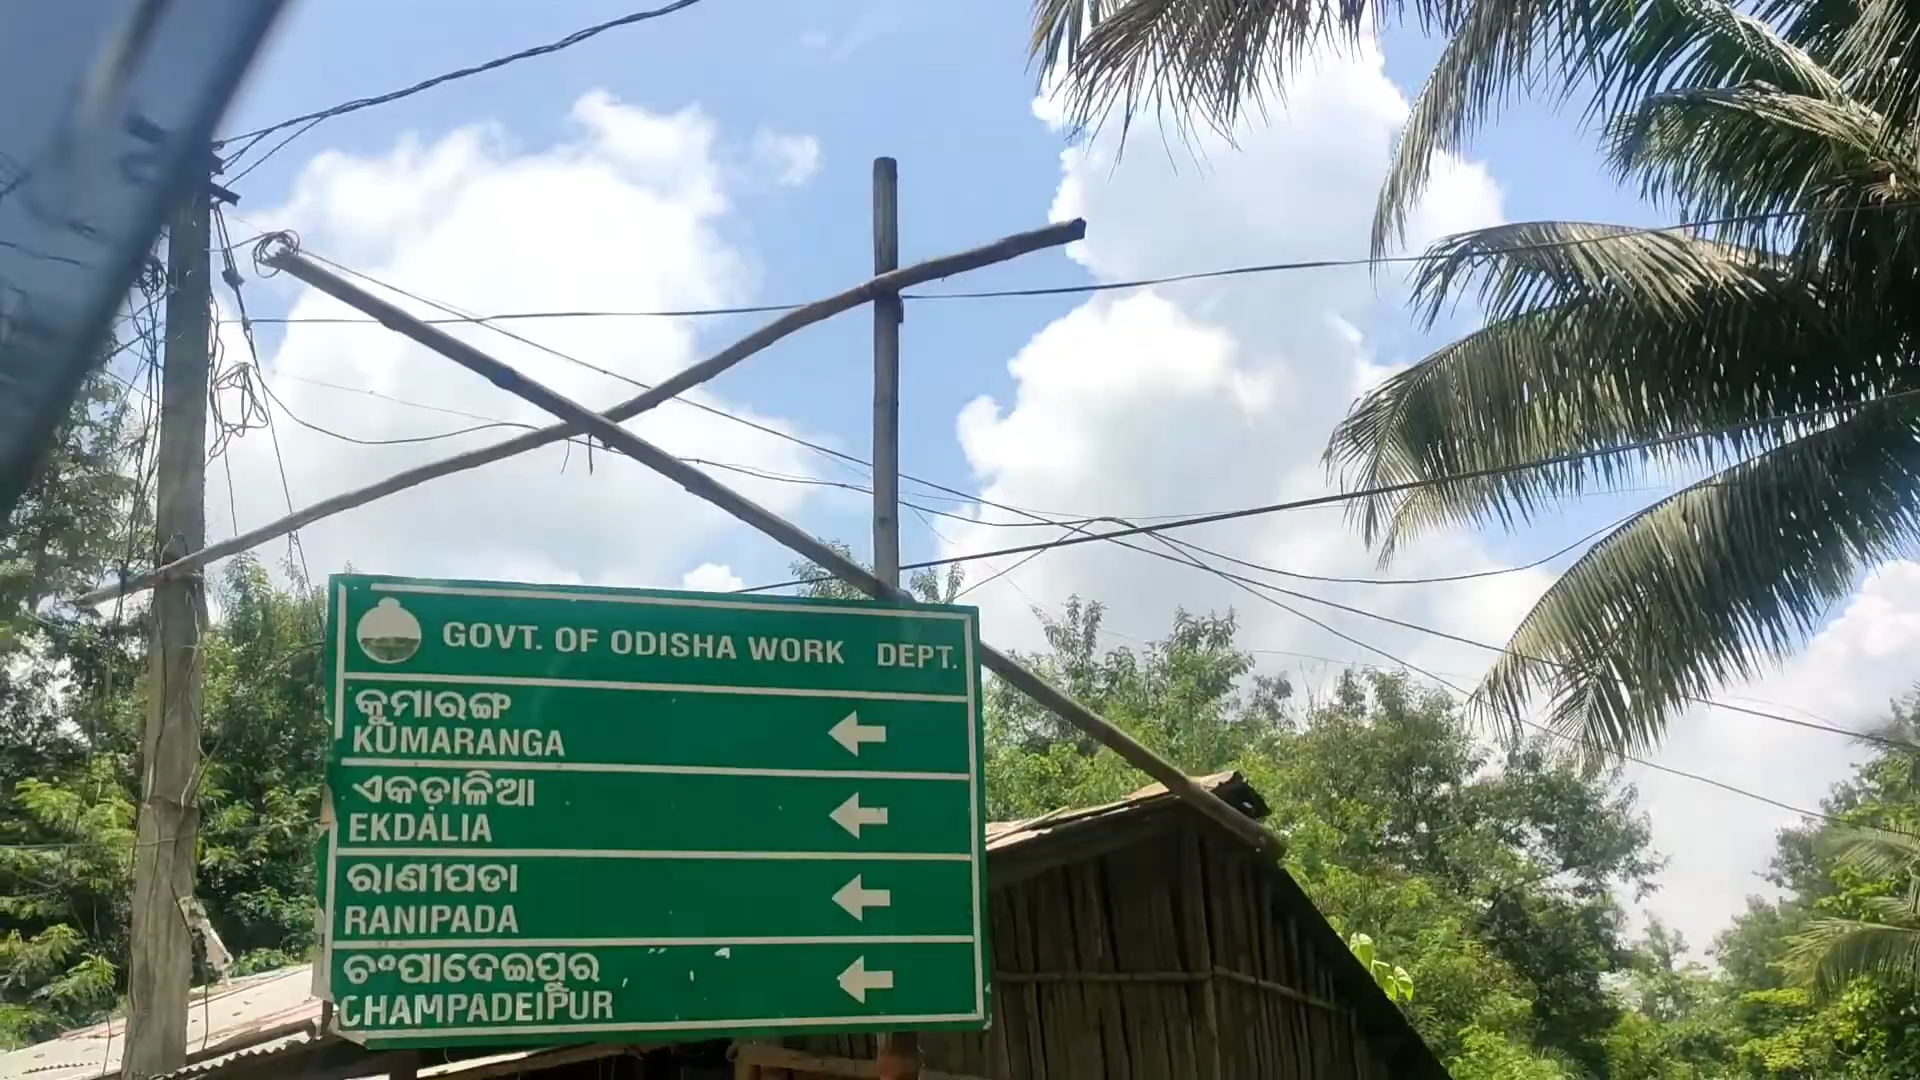 GOVT. OF ODISHA WORK DEPT.
କୁମାରଙ୍ଗ
KUMARANGA
ଏକଡ଼ାଳିଆ
EKDALIA
ରାଣୀପଡା
RANIPADA
ଚଂପାଦେଇପୁର
CHAMPADEIPUR